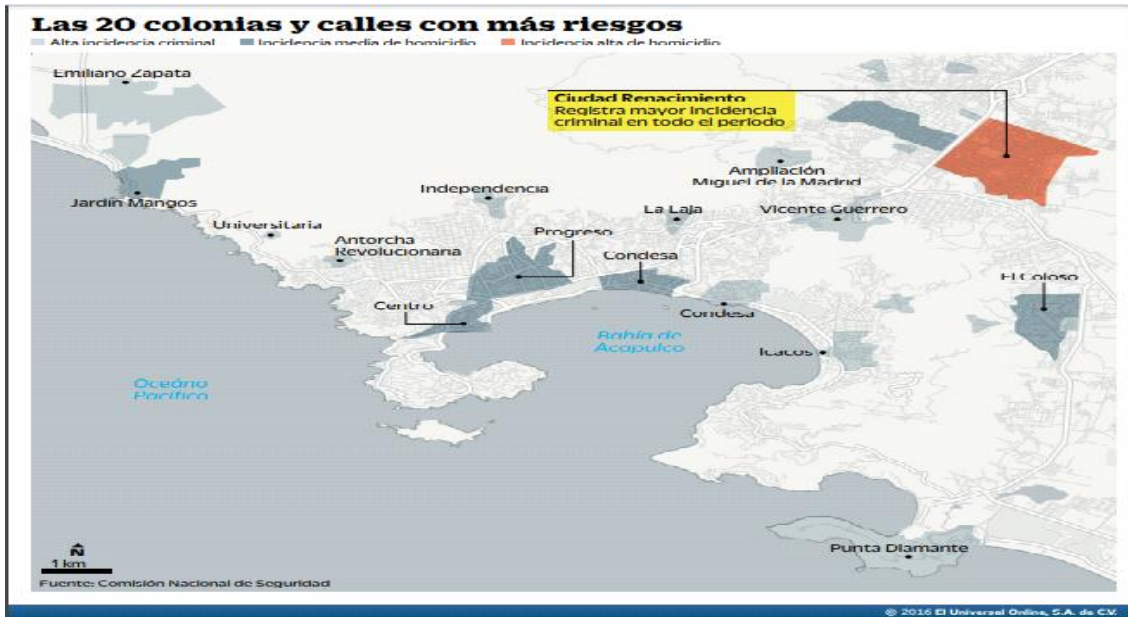 Las 20 colonias y calles con más riesgos
Alta incidencia criminal Incidencia media de homicidio Incidencia alta de homicidio
Emiliano Zapata
Ciudad Renacimiento
Registra mayor incidencia
criminal en todo el periodo
Ampliación
Miguel de la Madrid
Jardín Mangos
Independencia
La Laja
Vicente Guerrero
Universitaria
Antorcha
Revolucionaria
Progreso
Condesa
El Coloso
Centro
Condesa
Bahía de
Acapulco
Icacos
Oceáno
Pacífico
Punta Diamante
N
1 km
Fuente: Comisión Nacional de Seguridad
© 2016 El Universal Online, S.A. de C.V.